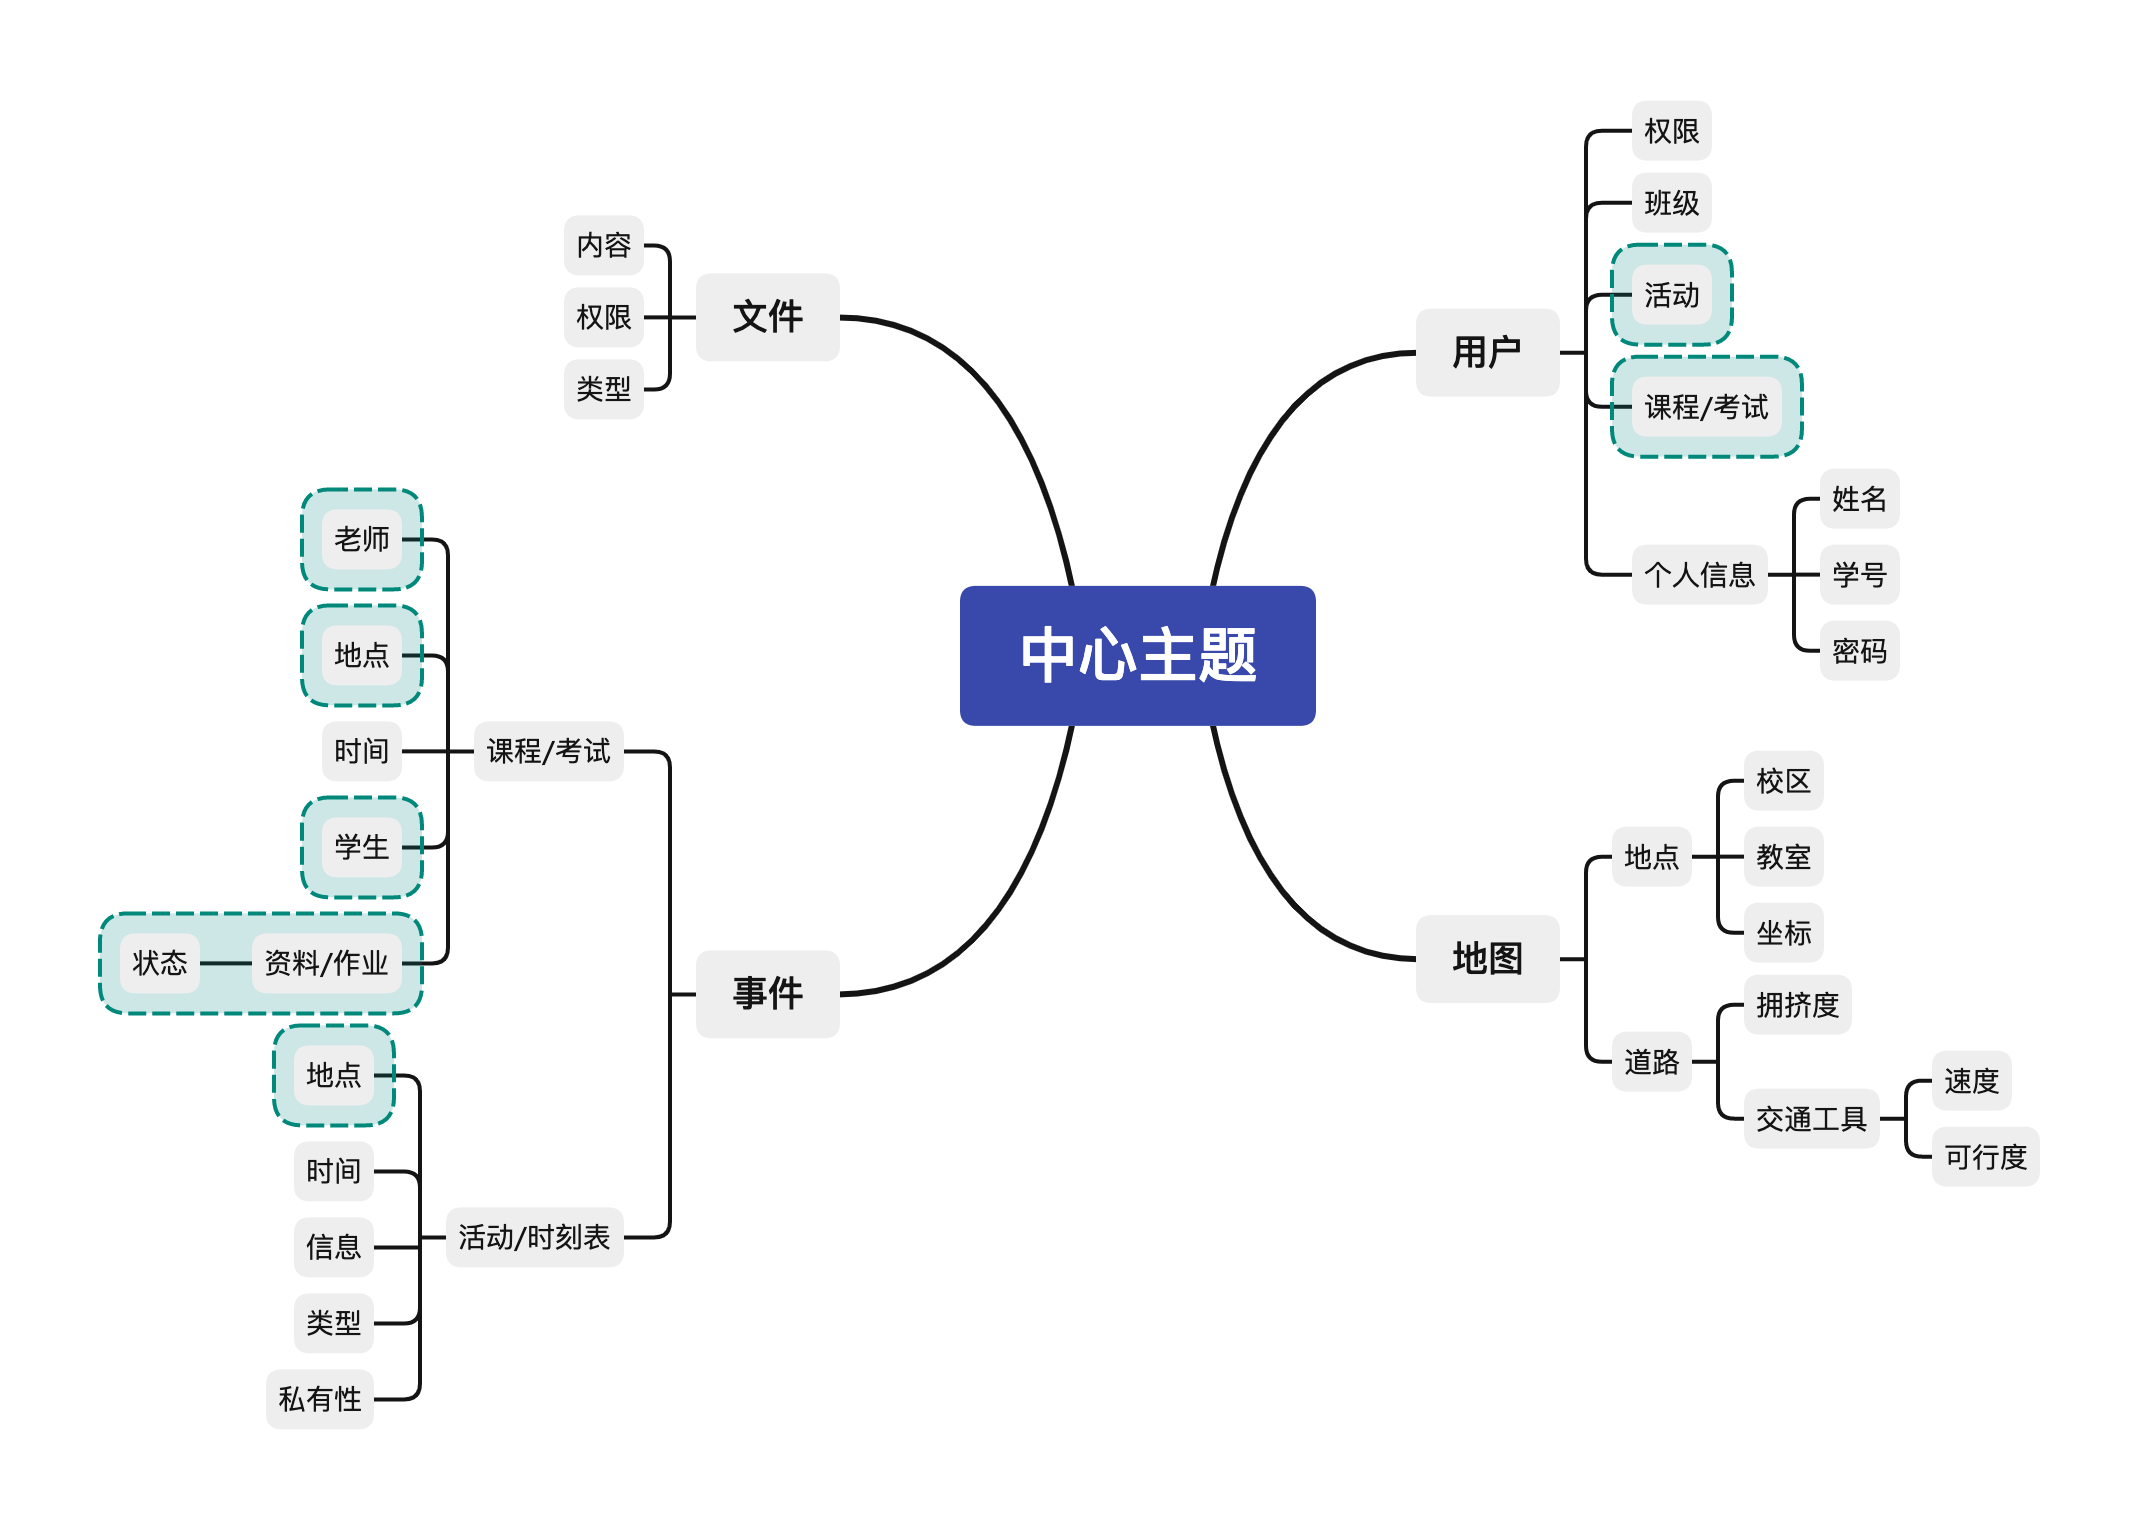 中心主题
用户
权限
班级
活动
课程/考试
个人信息
姓名
学号
密码
地图
地点
校区
教室
坐标
道路
拥挤度
交通工具
速度
可行度
文件
内容
权限
类型
事件
课程/考试
老师
地点
时间
学生
资料/作业
状态
活动/时刻表
地点
时间
信息
类型
私有性